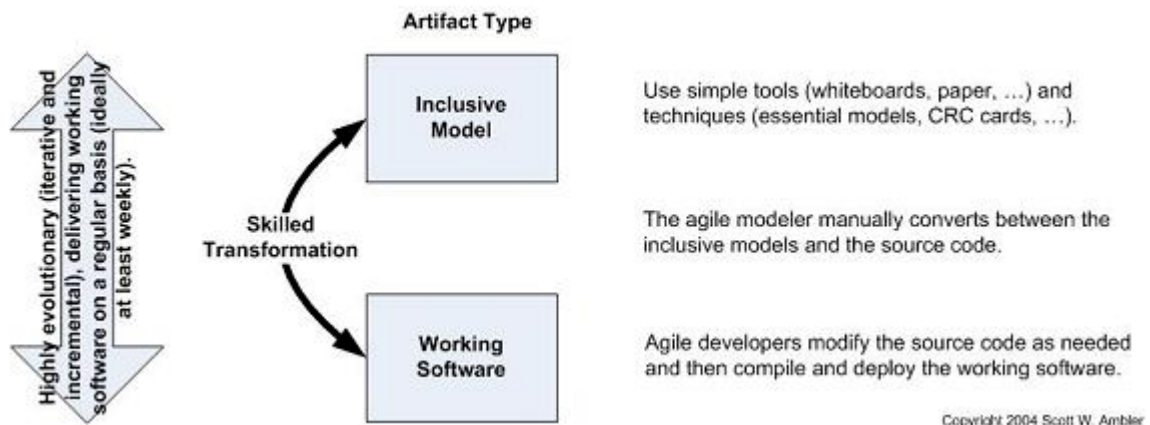 Artifact Type
Highly evolutionary (iterative and
incremental), delivering working
software on a regular basis (ideally
at least weekly).
Inclusive
Model
Use simple tools (whiteboards, paper, …) and
techniques (essential models, CRC cards, …).
Skilled
Transformation
The agile modeler manually converts between the
inclusive models and the source code.
Working
Software
Agile developers modify the source code as needed
and then compile and deploy the working software.
Copyright 2004 Scott W. Ambler